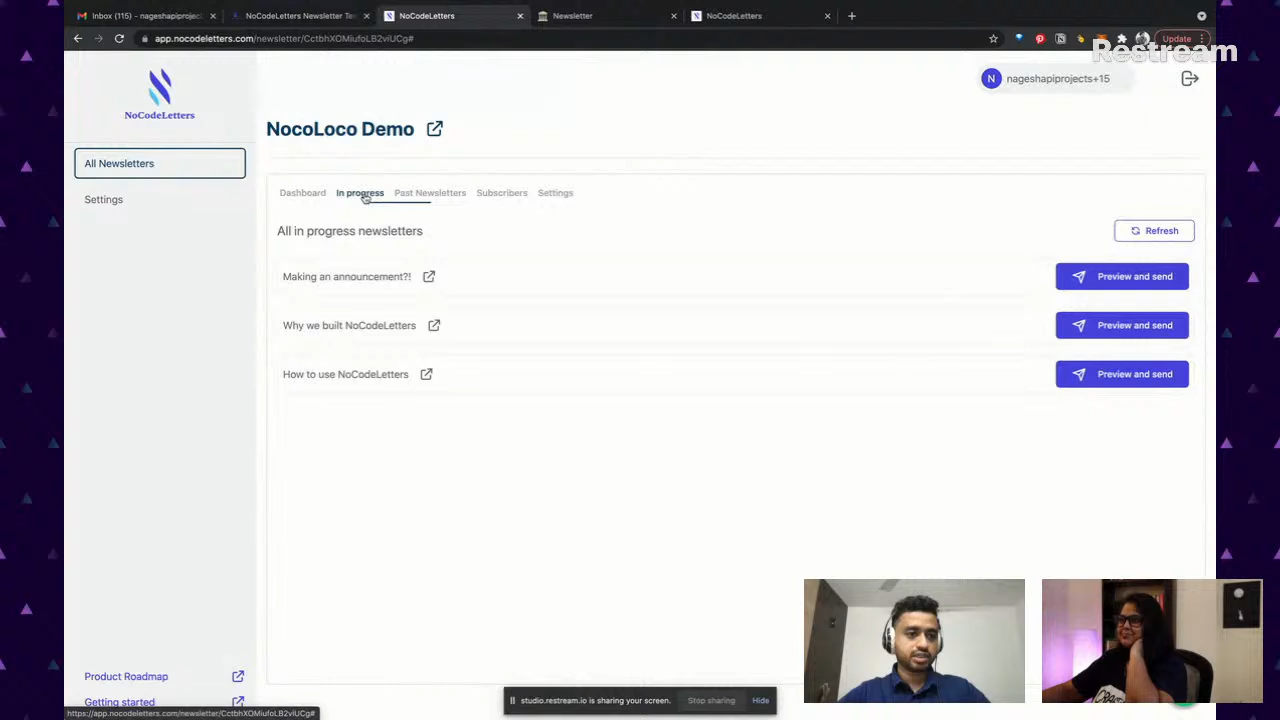 Inbox (15) - nageshapiprojec
NoCodeLetters Newsletter Te
NoCodeLetters
Newsletter
NoCodeLetters
app.nocodeletters.com/newsletter/CctbhXOMiufoLB2viUCg#
Update
Restream
NoCodeLetters
N nageshapiprojects+15
NocoLoco Demo
All Newsletters
Settings
Dashboard In progress Past Newsletters Subscribers Settings
All in progress newsletters
Refresh
Making an announcement?!
Preview and send
Why we built NoCodeLetters
Preview and send
How to use NoCodeLetters
Preview and send
Product Roadmap
Getting started
studio.restream.io is sharing your screen. Stop sharing Hide
https://app.nocodeletters.com/newsletter/CctbhXOMiufoLB2viUCg#